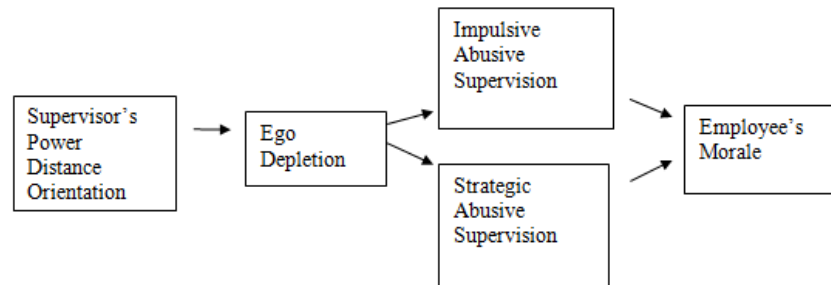 Supervisor's
Power
Distance
Orientation
Ego
Depletion
Impulsive
Abusive
Supervision
Strategic
Abusive
Supervision
Employee's
Morale